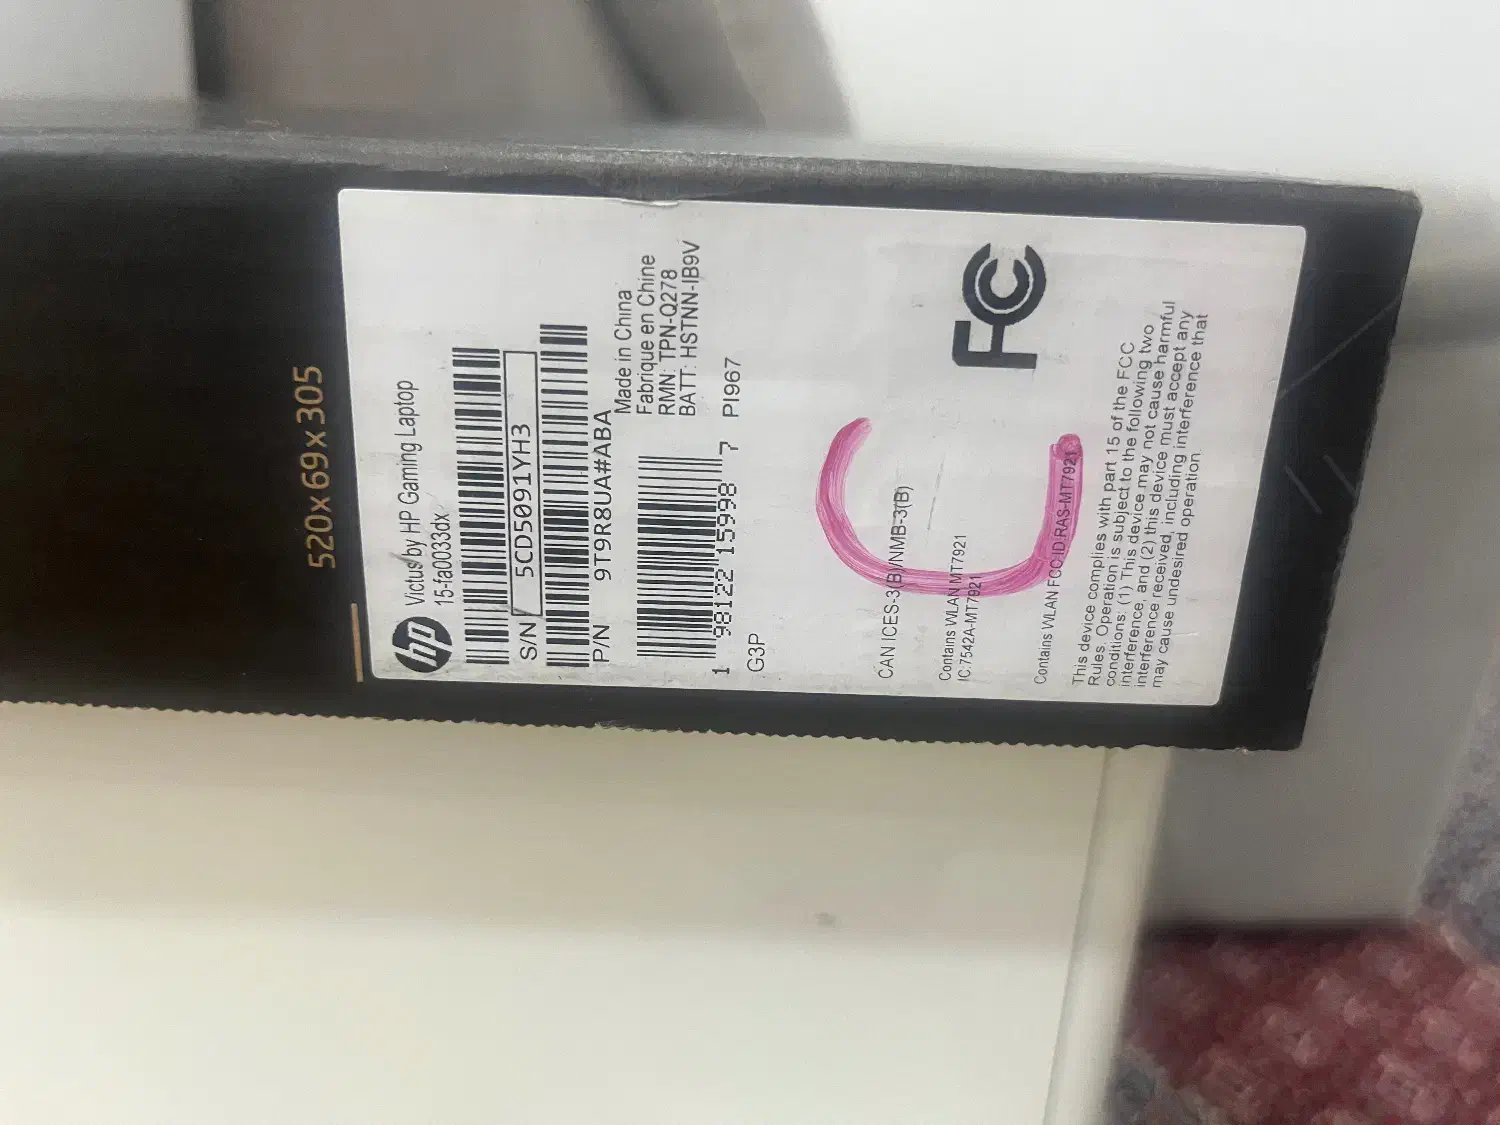 520x69x305
hp
Victus by HP Gaming Laptop
15-fa0033dx
S/N 5CD5091YH3
P/N 9T9R8UA#ABA
Made in China
Fabrique en Chine
RMN: TPN-Q278
BATT: HSTNN-IB9V
1 98122 15998 7
PI967
G3P
CAN ICES-3(B)/NMB-3(B)
Contains WLAN MT7921
IC:7542A-MT7921
FC
Contains WLAN FCC ID:RAS-MT7921
This device complies with part 15 of the FCC
Rules. Operation is subject to the following two
conditions: (1) This device may not cause harmful
interference, and (2) this device must accept any
interference received, including interference that
may cause undesired operation